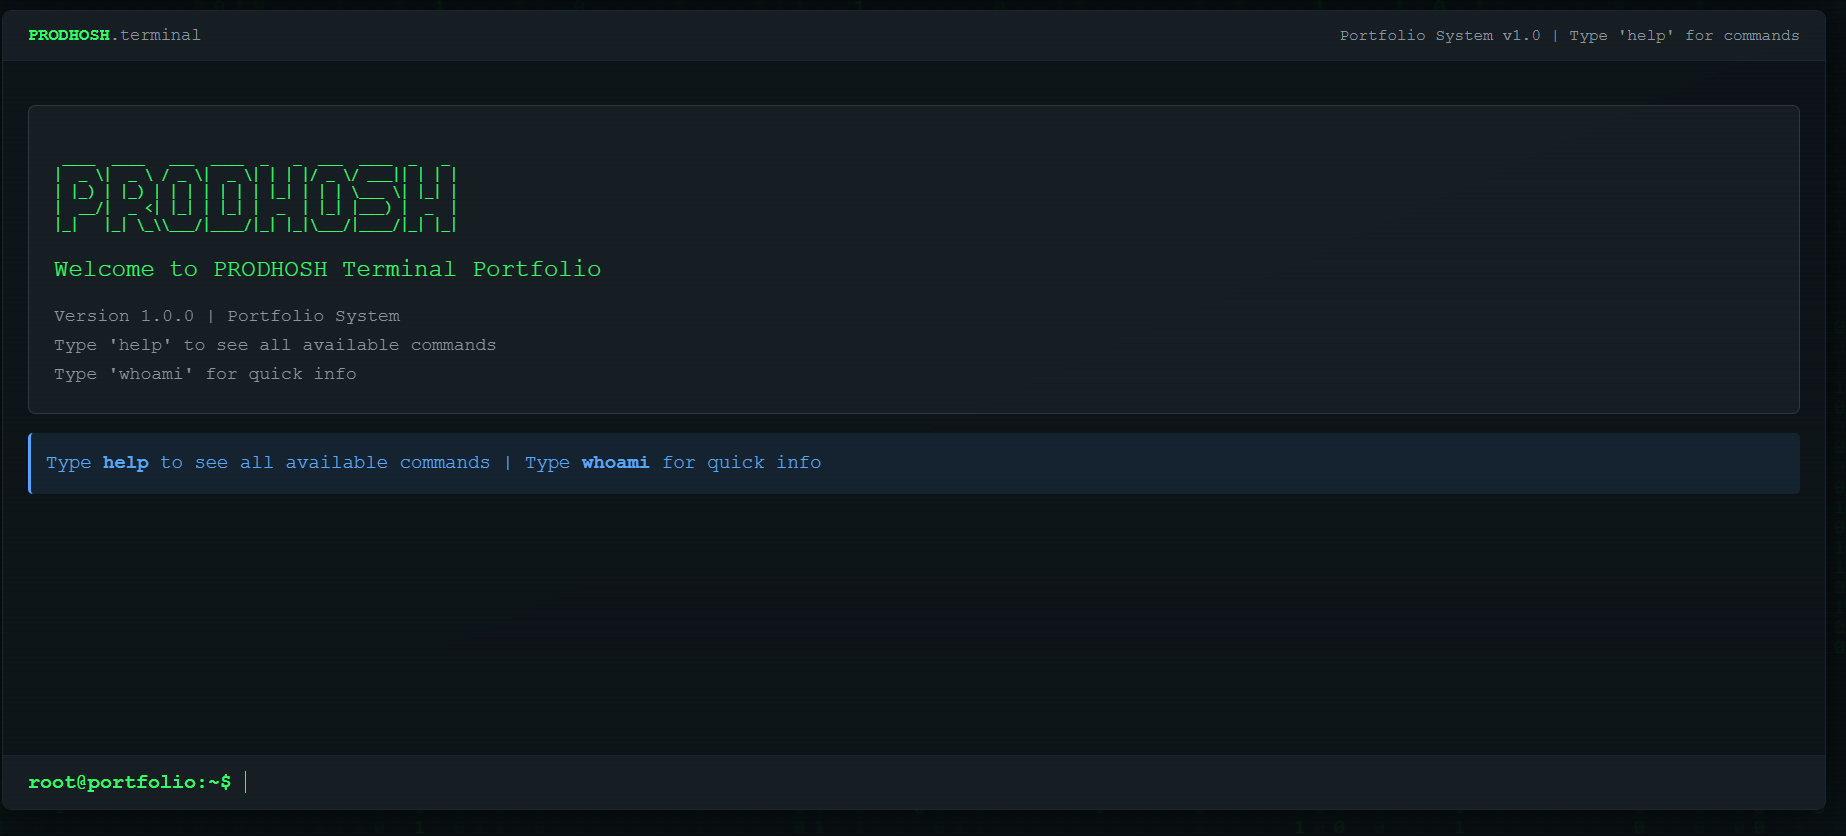 PRODHOSH.terminal
Portfolio System v1.0 | Type 'help' for commands
PRODHOSH
Welcome to PRODHOSH Terminal Portfolio
Version 1.0.0 | Portfolio System
Type 'help' to see all available commands
Type 'whoami' for quick info
Type help to see all available commands | Type whoami for quick info
root@portfolio:~$